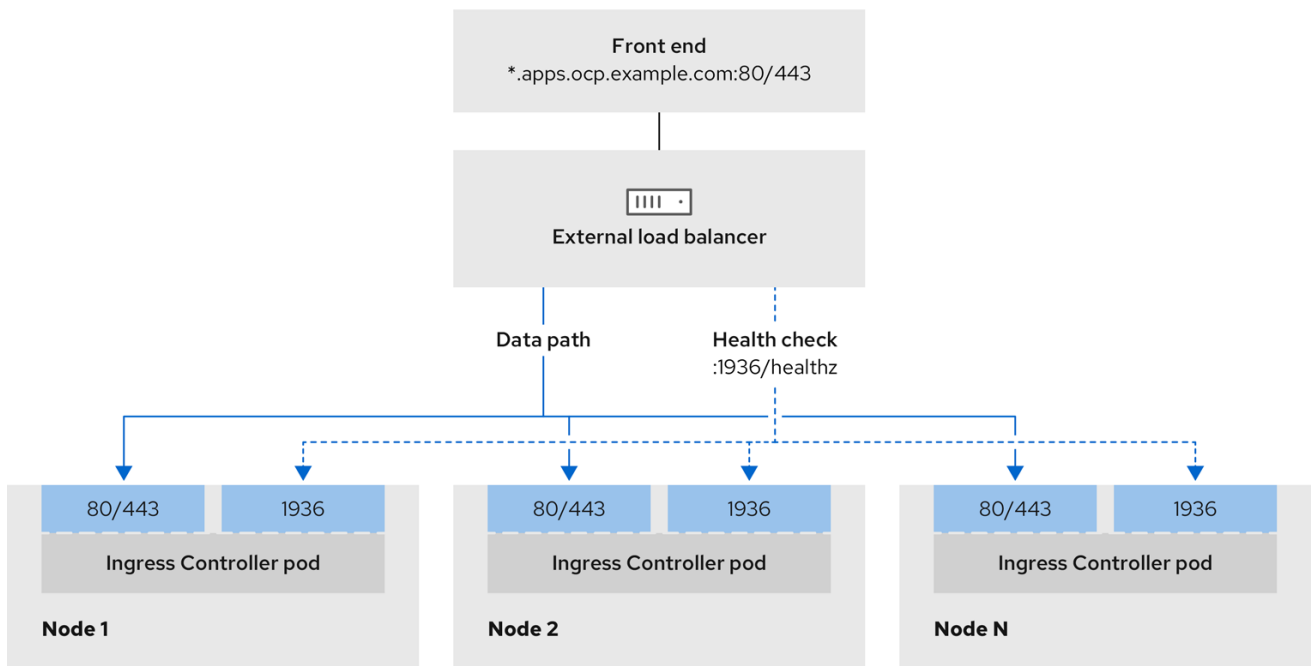 Front end
*.apps.ocp.example.com:80/443
External load balancer
Data path
Health check
:1936/healthz
80/443
1936
80/443
1936
80/443
1936
Ingress Controller pod
Ingress Controller pod
Ingress Controller pod
Node 1
Node 2
Node N